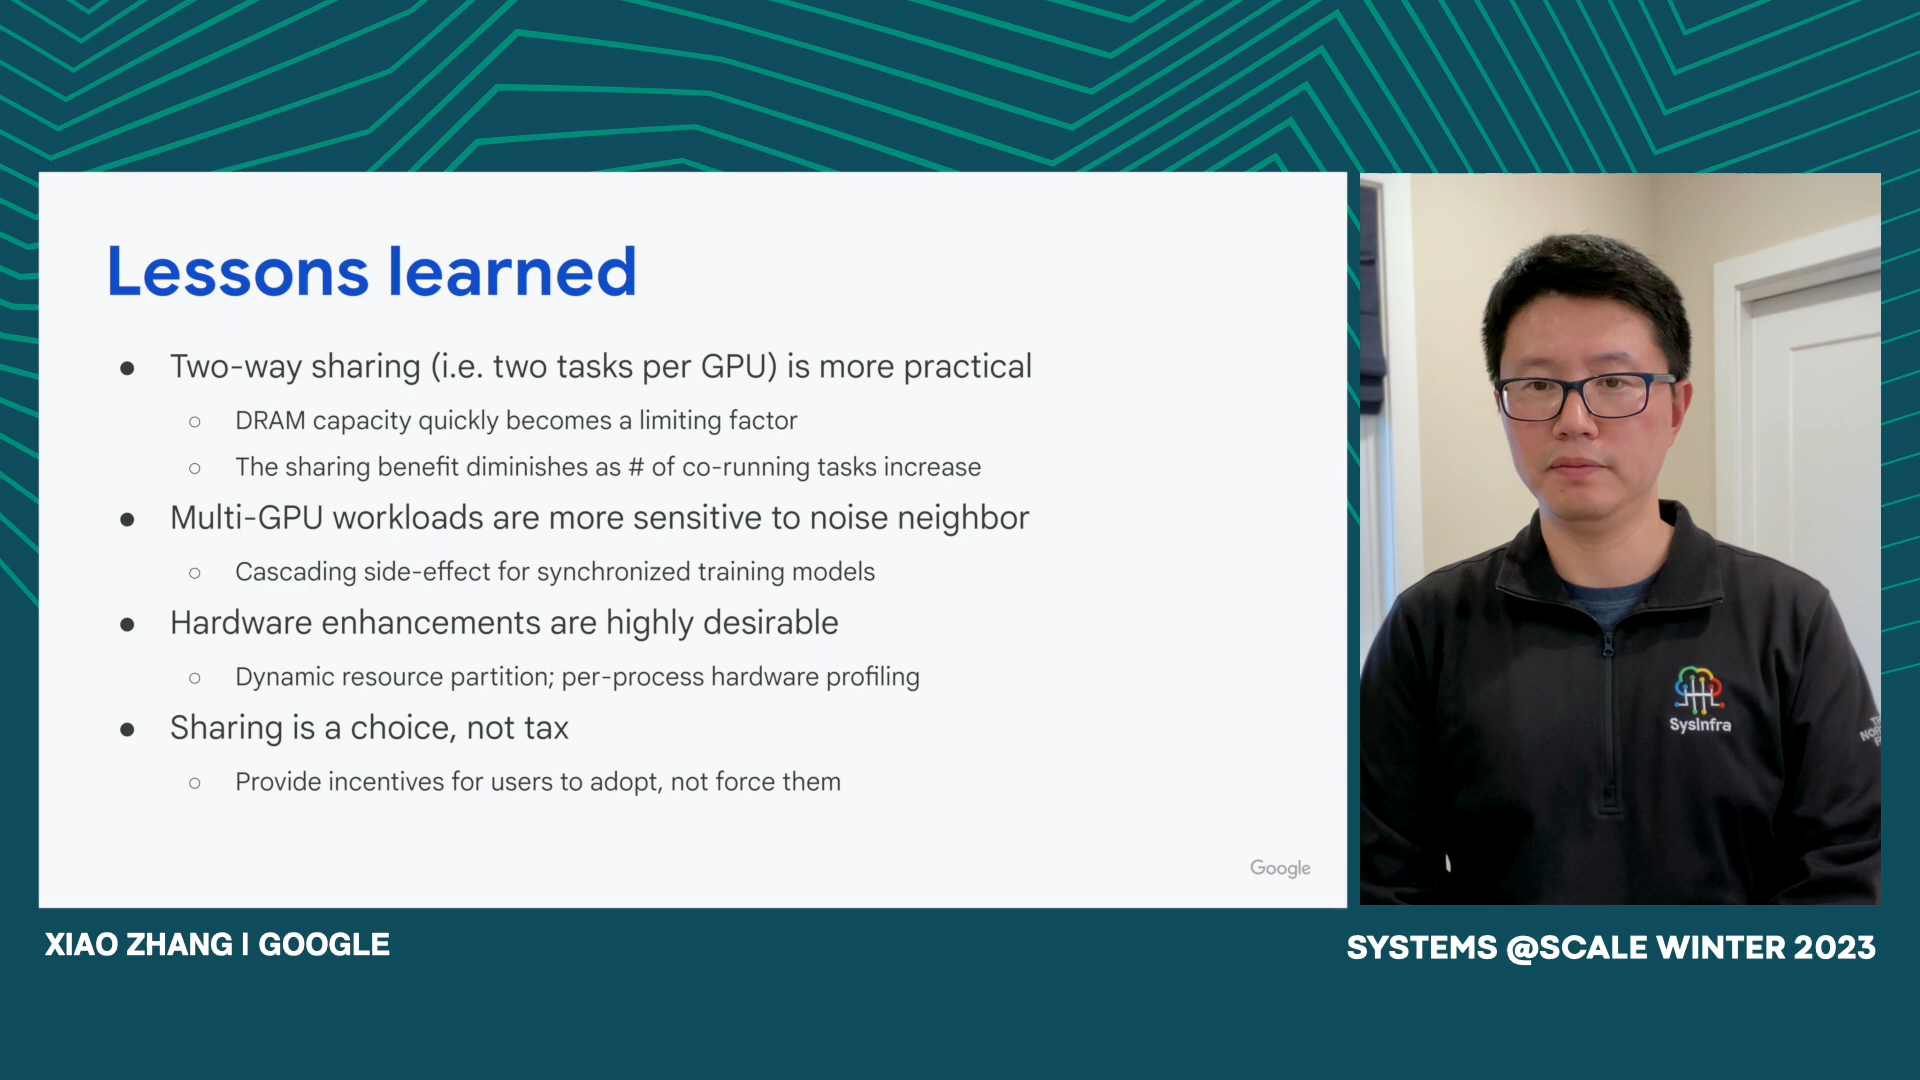 Lessons learned
● Two-way sharing (i.e. two tasks per GPU) is more practical
○ DRAM capacity quickly becomes a limiting factor
○ The sharing benefit diminishes as # of co-running tasks increase
● Multi-GPU workloads are more sensitive to noise neighbor
○ Cascading side-effect for synchronized training models
● Hardware enhancements are highly desirable
○ Dynamic resource partition; per-process hardware profiling
● Sharing is a choice, not tax
○ Provide incentives for users to adopt, not force them
Google
SysInfra
XIAO ZHANG | GOOGLE
SYSTEMS @SCALE WINTER 2023